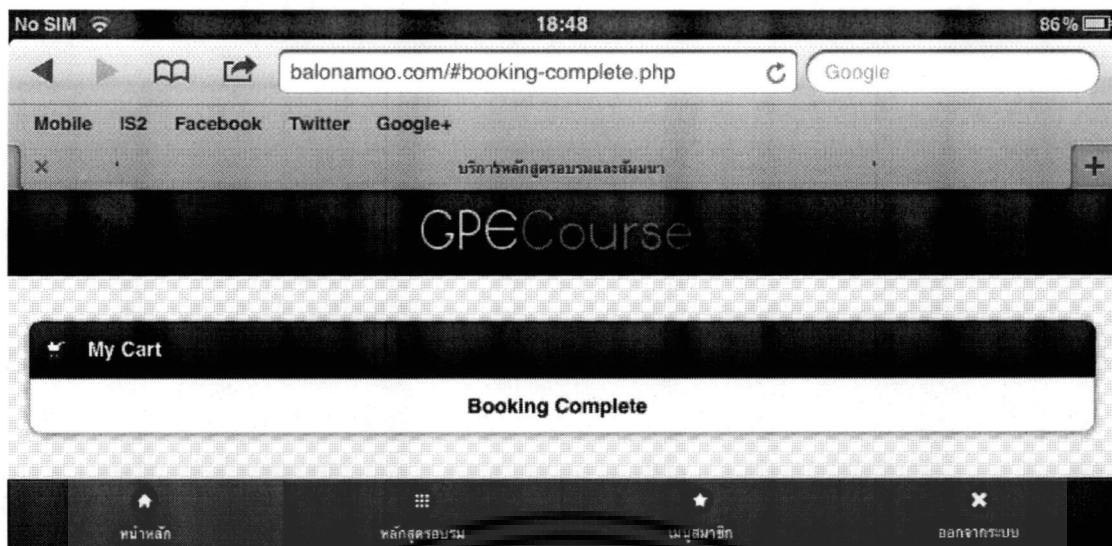 No SIM 18:48 86%
balonamoo.com/#booking-complete.php Google
Mobile IS2 Facebook Twitter Google+
บริการหลักสูตรอบรมและสัมมนา
GPECourse
My Cart
Booking Complete
หน้าหลัก หลักสูตรอบรม เมนูสมาชิก ออกจากระบบ